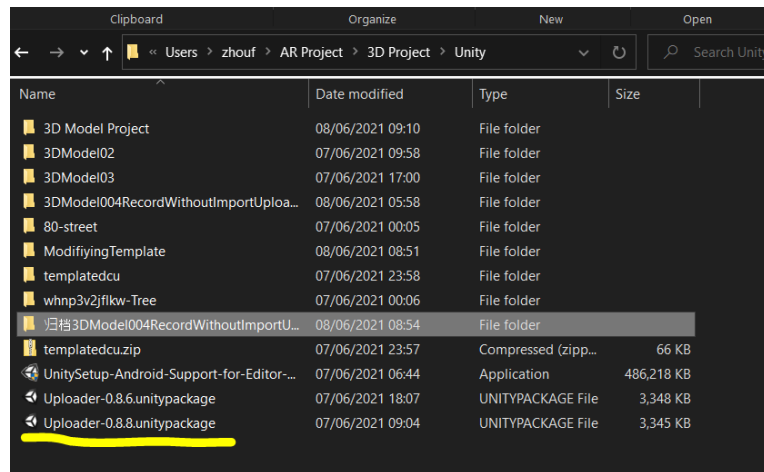 Clipboard Organize New Open
« Users > zhouf > AR Project > 3D Project > Unity Search Unity
Name Date modified Type Size
3D Model Project 08/06/2021 09:10 File folder
3DModel02 07/06/2021 09:58 File folder
3DModel03 07/06/2021 17:00 File folder
3DModel004RecordWithoutImportUploa... 08/06/2021 05:58 File folder
80-street 07/06/2021 00:05 File folder
ModifiyingTemplate 08/06/2021 08:51 File folder
templatedcu 07/06/2021 23:58 File folder
whnp3v2jflkw-Tree 07/06/2021 00:06 File folder
归档3DModel004RecordWithoutImportU... 08/06/2021 08:54 File folder
templatedcu.zip 07/06/2021 23:57 Compressed (zipp... 66 KB
UnitySetup-Android-Support-for-Editor-... 07/06/2021 06:44 Application 486,218 KB
Uploader-0.8.6.unitypackage 07/06/2021 18:07 UNITYPACKAGE File 3,348 KB
Uploader-0.8.8.unitypackage 07/06/2021 09:04 UNITYPACKAGE File 3,345 KB